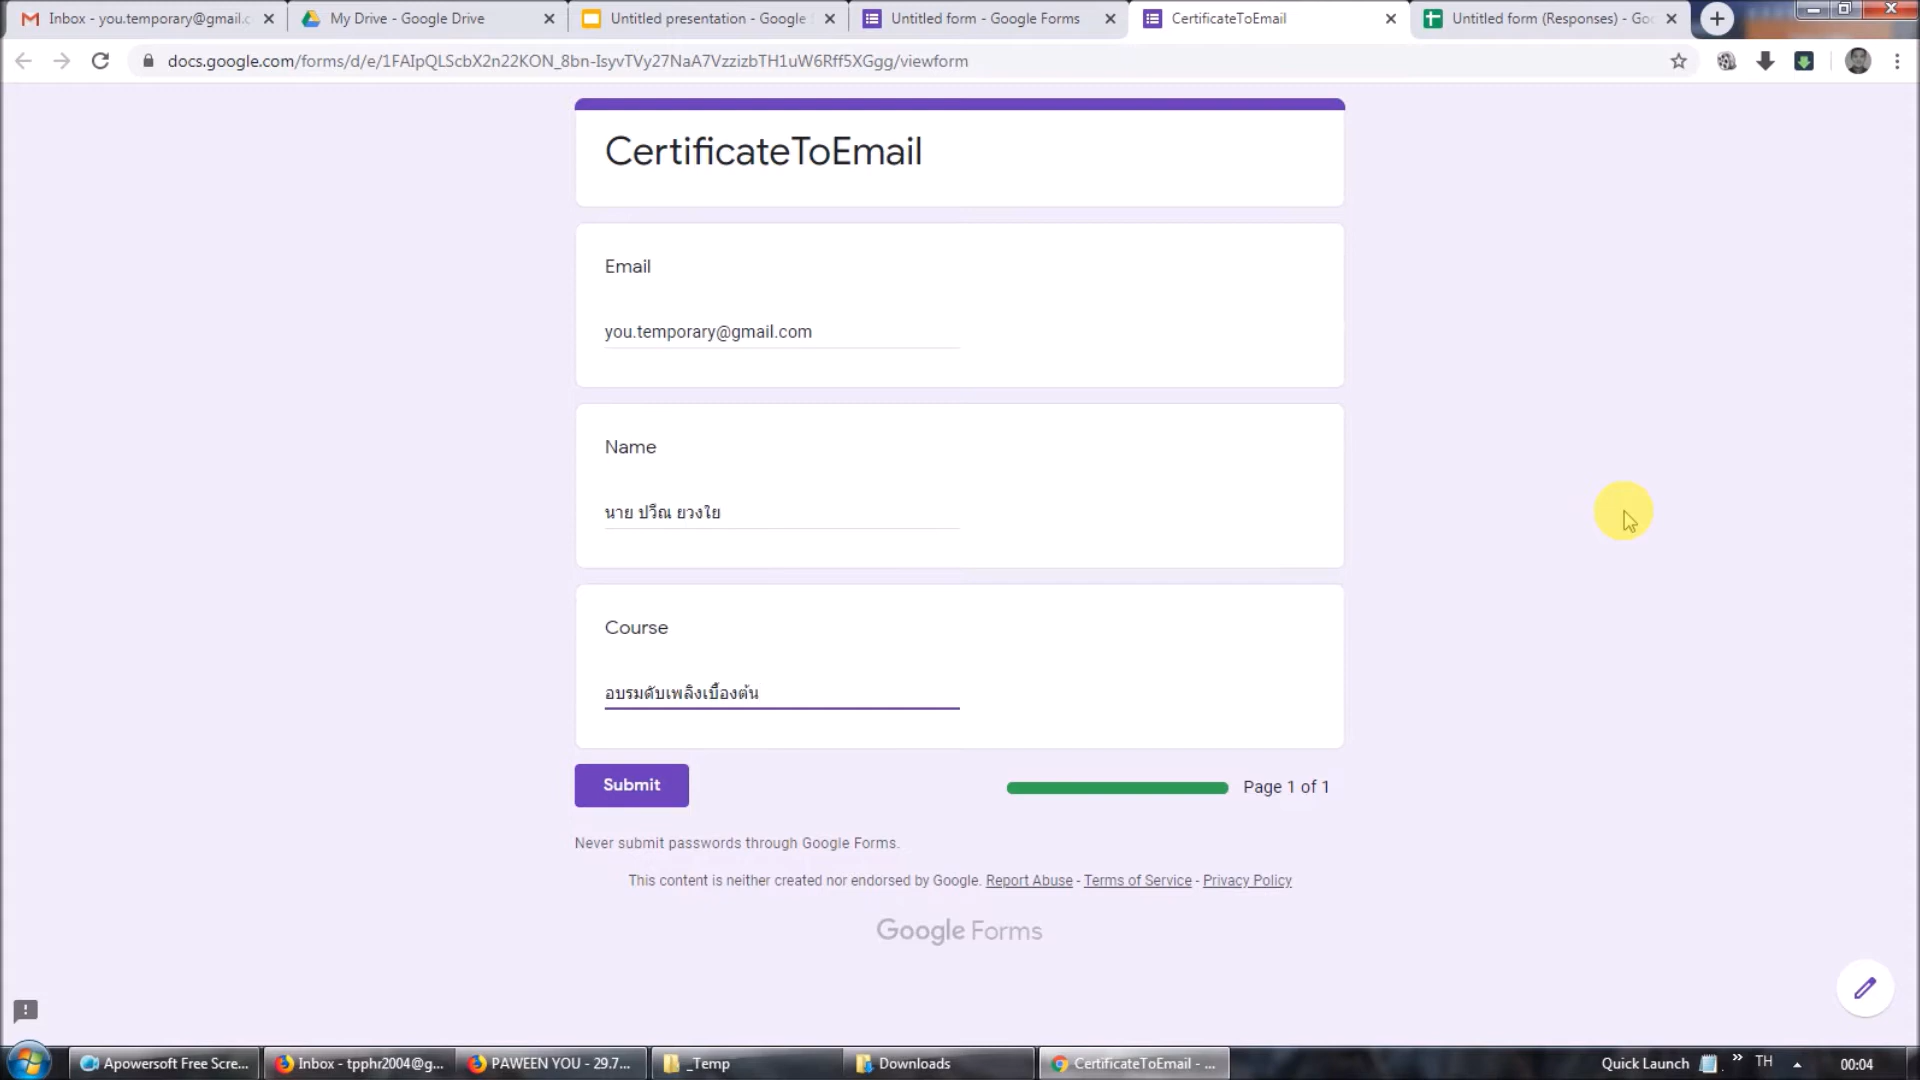 Inbox - you.temporary@gmail.c
My Drive - Google Drive
Untitled presentation - Google
Untitled form - Google Forms
CertificateToEmail
Untitled form (Responses) - Goo
docs.google.com/forms/d/e/1FAIpQLScbX2n22KON_8bn-IsyvTVy27NaA7VzzizbTH1uW6Rff5XGgg/viewform
CertificateToEmail
Email
you.temporary@gmail.com
Name
นาย ปวีณ ยวงใย
Course
อบรมดับเพลิงเบื้องต้น
Submit
Page 1 of 1
Never submit passwords through Google Forms.
This content is neither created nor endorsed by Google. Report Abuse - Terms of Service - Privacy Policy
Google Forms
Apowersoft Free Scre...
Inbox - tpphr2004@g...
PAWEEN YOU - 29.7...
_Temp
Downloads
CertificateToEmail - ...
Quick Launch
TH
00:04